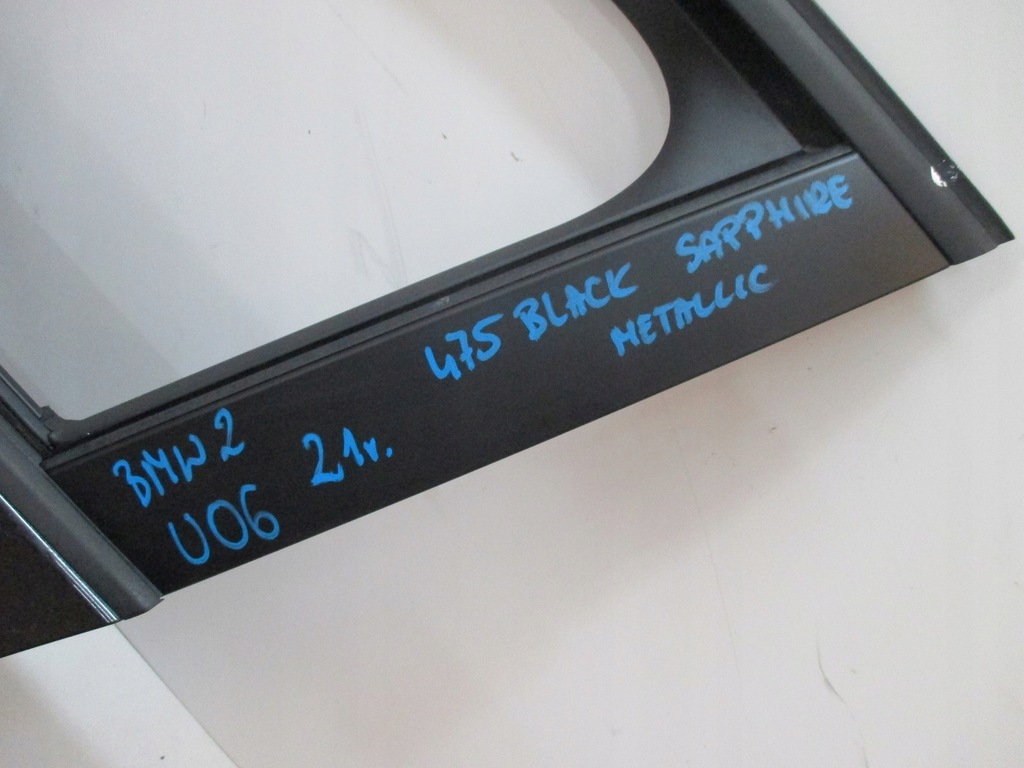 BMW 2
U06
21r.
475 BLACK SAPPHIRE
METALLIC